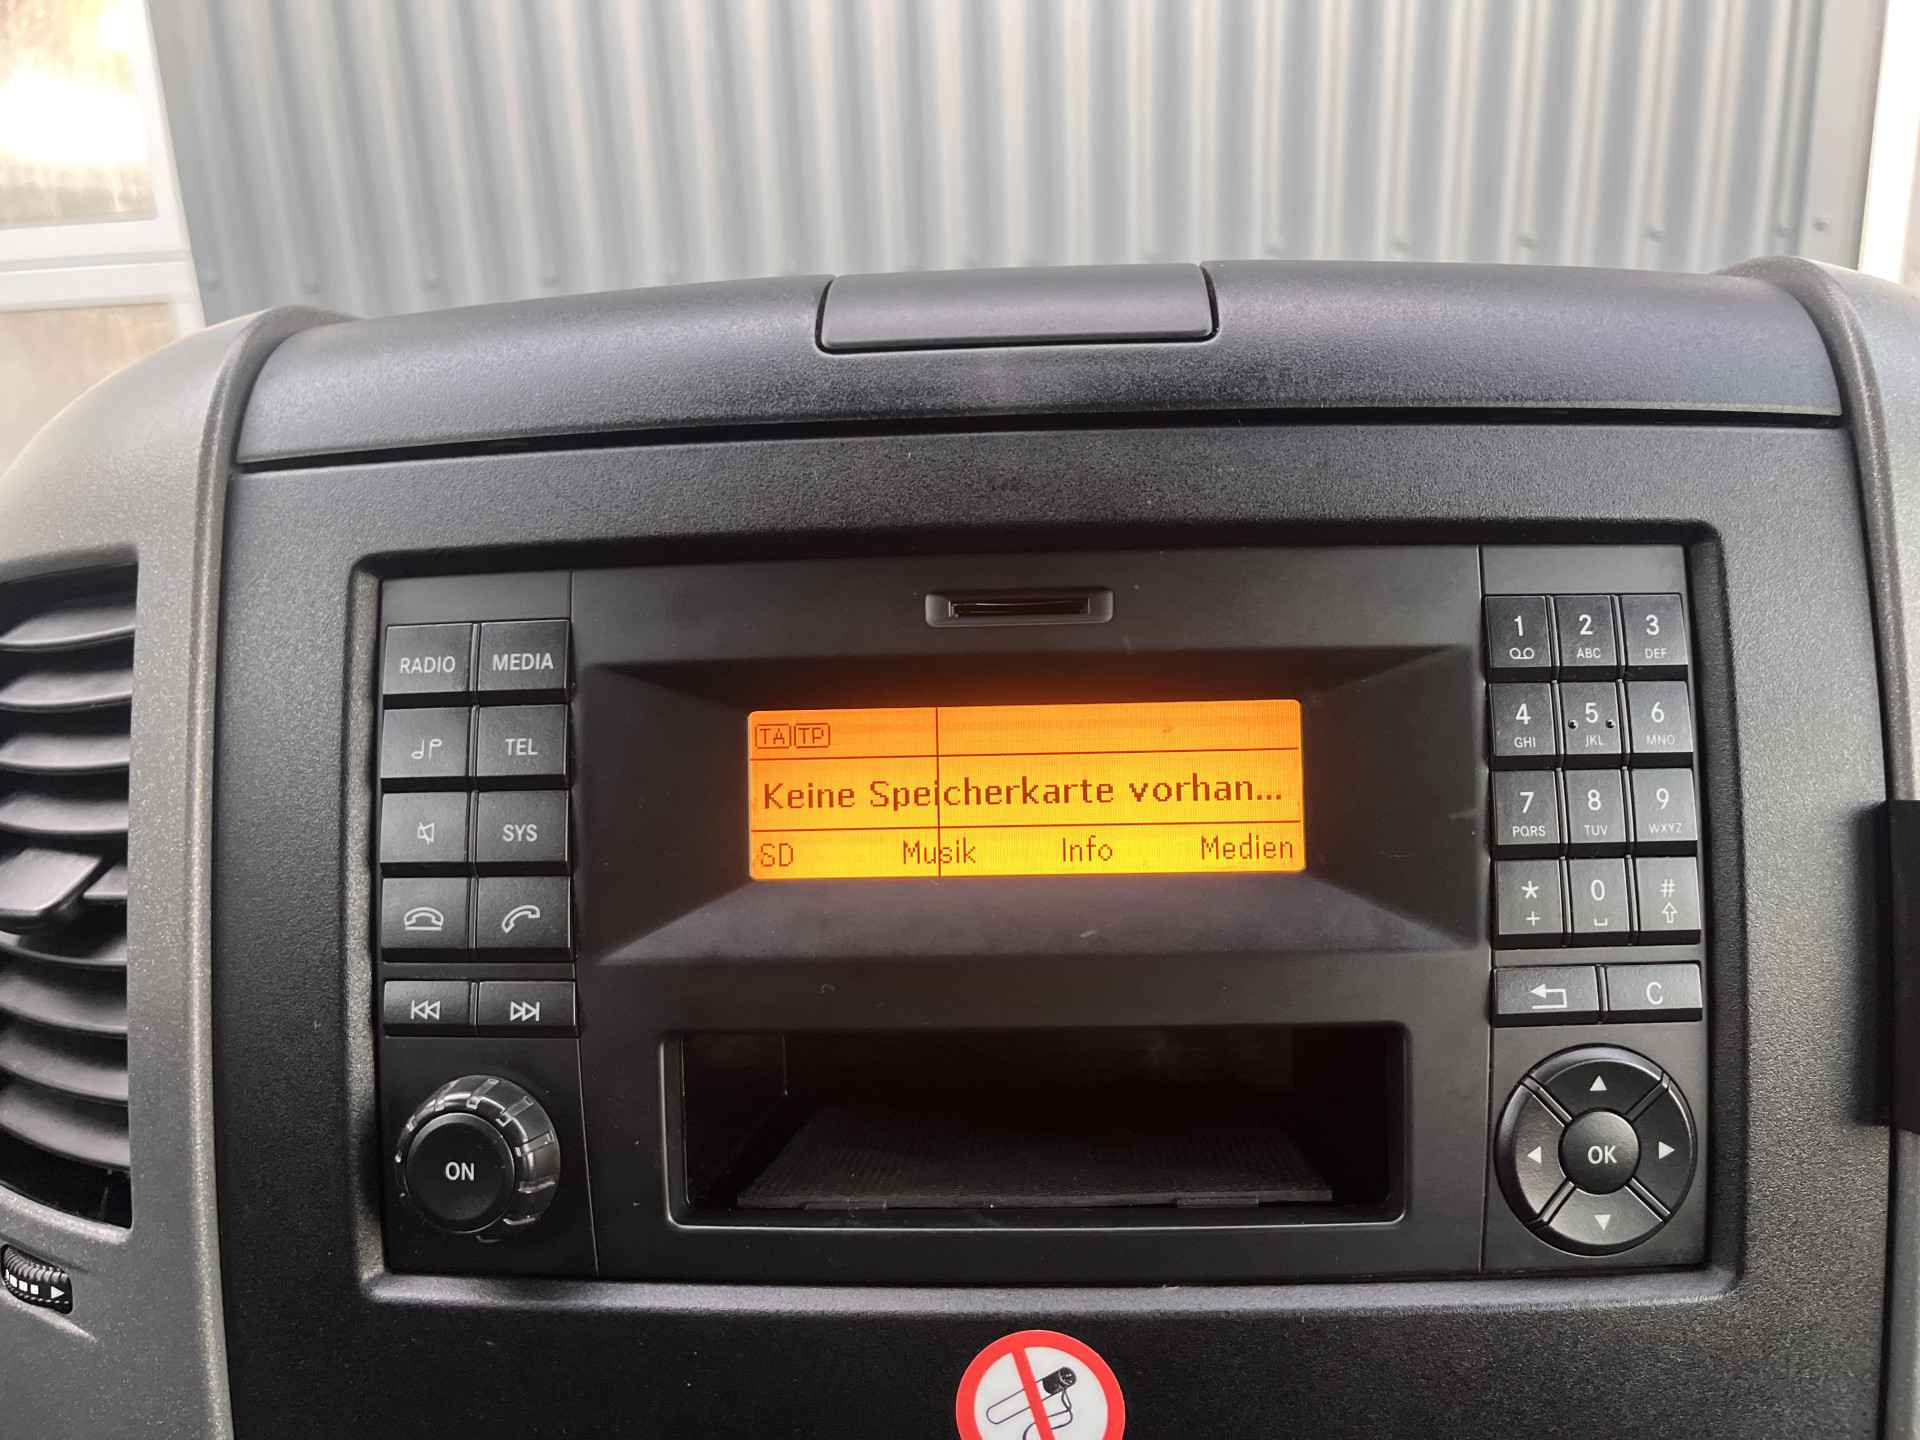 RADIO MEDIA
TEL
SYS
ON
TA TP
Keine Speicherkarte vorhan...
SD Musik Info Medien
1 2 3
ABC DEF
4 5 6
GHI JKL MNO
7 8 9
PQRS TUV WXYZ
* 0 #
+
C
OK